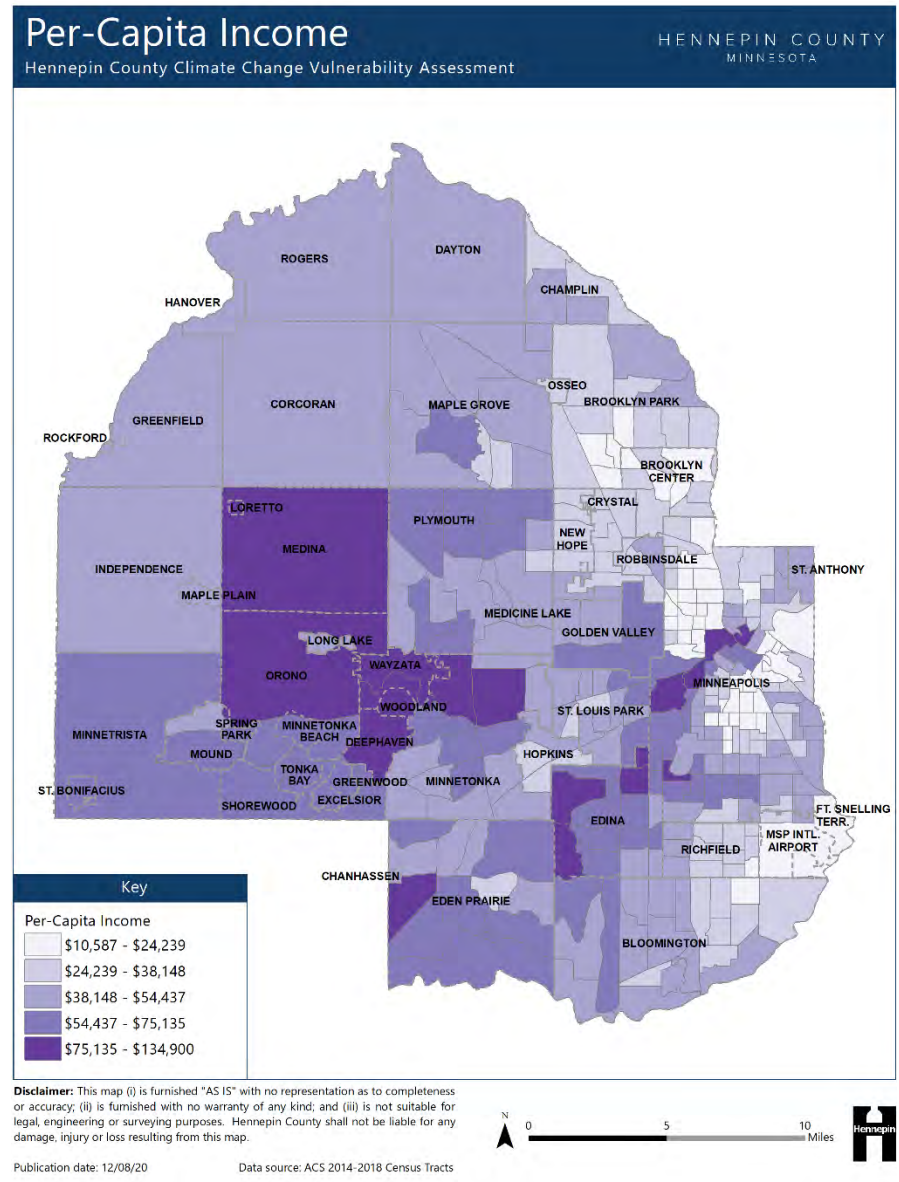 Per-Capita Income
Hennepin County Climate Change Vulnerability Assessment
HENNEPIN COUNTY
MINNESOTA
ROGERS
DAYTON
HANOVER
CHAMPLIN
OSSEO
BROOKLYN PARK
CORCORAN
MAPLE GROVE
GREENFIELD
ROCKFORD
BROOKLYN
CENTER
LORETTO
CRYSTAL
PLYMOUTH
NEW
HOPE
MEDINA
ROBBINSDALE
INDEPENDENCE
ST. ANTHONY
MAPLE PLAIN
MEDICINE LAKE
GOLDEN VALLEY
LONG LAKE
WAYZATA
ORONO
MINNEAPOLIS
WOODLAND
ST. LOUIS PARK
MINNETRISTA
SPRING
PARK
MINNETONKA
BEACH
DEEPHAVEN
MOUND
HOPKINS
TONKA
BAY
GREENWOOD
MINNETONKA
ST. BONIFACIUS
EXCELSIOR
SHOREWOOD
FT. SNELLING
TERR.
EDINA
MSP INTL.
AIRPORT
RICHFIELD
CHANHASSEN
EDEN PRAIRIE
BLOOMINGTON
Key
Per-Capita Income
$10,587 - $24,239
$24,239 - $38,148
$38,148 - $54,437
$54,437 - $75,135
$75,135 - $134,900
Disclaimer: This map (i) is furnished "AS IS" with no representation as to completeness
or accuracy; (ii) is furnished with no warranty of any kind; and (iii) is not suitable for
legal, engineering or surveying purposes. Hennepin County shall not be liable for any
damage, injury or loss resulting from this map.
Publication date: 12/08/20 Data source: ACS 2014-2018 Census Tracts
N
0 5 10
Miles
Hennepin